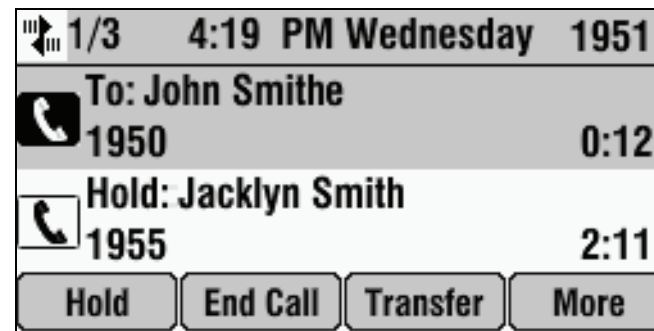 1/3 4:19 PM Wednesday 1951
To: John Smithe
1950 0:12
Hold: Jacklyn Smith
1955 2:11
Hold End Call Transfer More